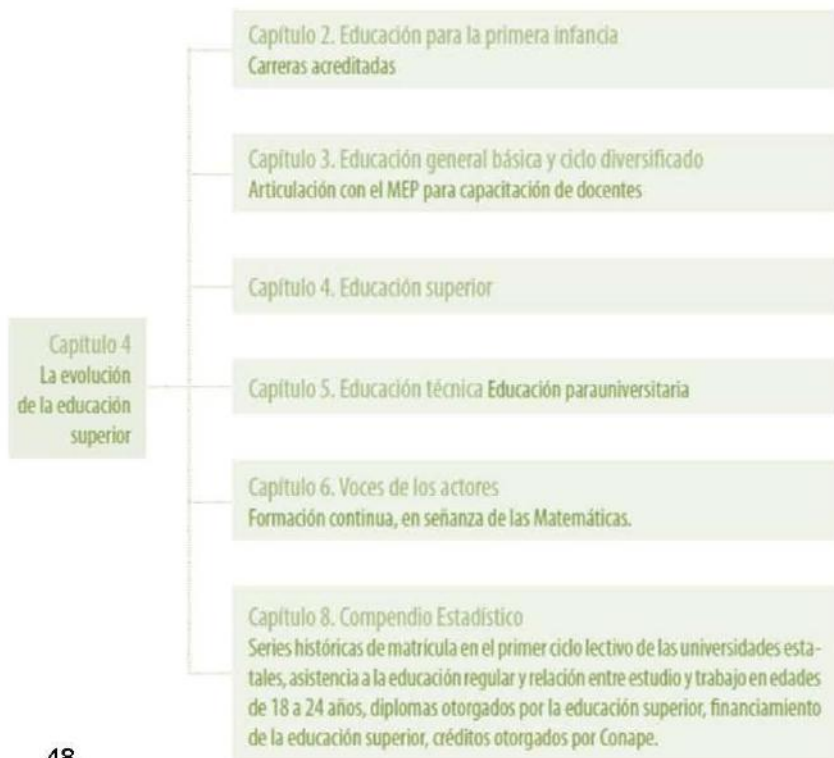 Capítulo 2. Educación para la primera infancia
Carreras acreditadas
Capítulo 3. Educación general básica y ciclo diversificado
Articulación con el MEP para capacitación de docentes
Capítulo 4. Educación superior
Capítulo 4
La evolución
de la educación
superior
Capítulo 5. Educación técnica Educación parauniversitaria
Capítulo 6. Voces de los actores
Formación continua, en señanza de las Matemáticas.
Capítulo 8. Compendio Estadístico
Series históricas de matrícula en el primer ciclo lectivo de las universidades esta-
tales, asistencia a la educación regular y relación entre estudio y trabajo en edades
de 18 a 24 años, diplomas otorgados por la educación superior, financiamiento
de la educación superior, créditos otorgados por Conape.
48